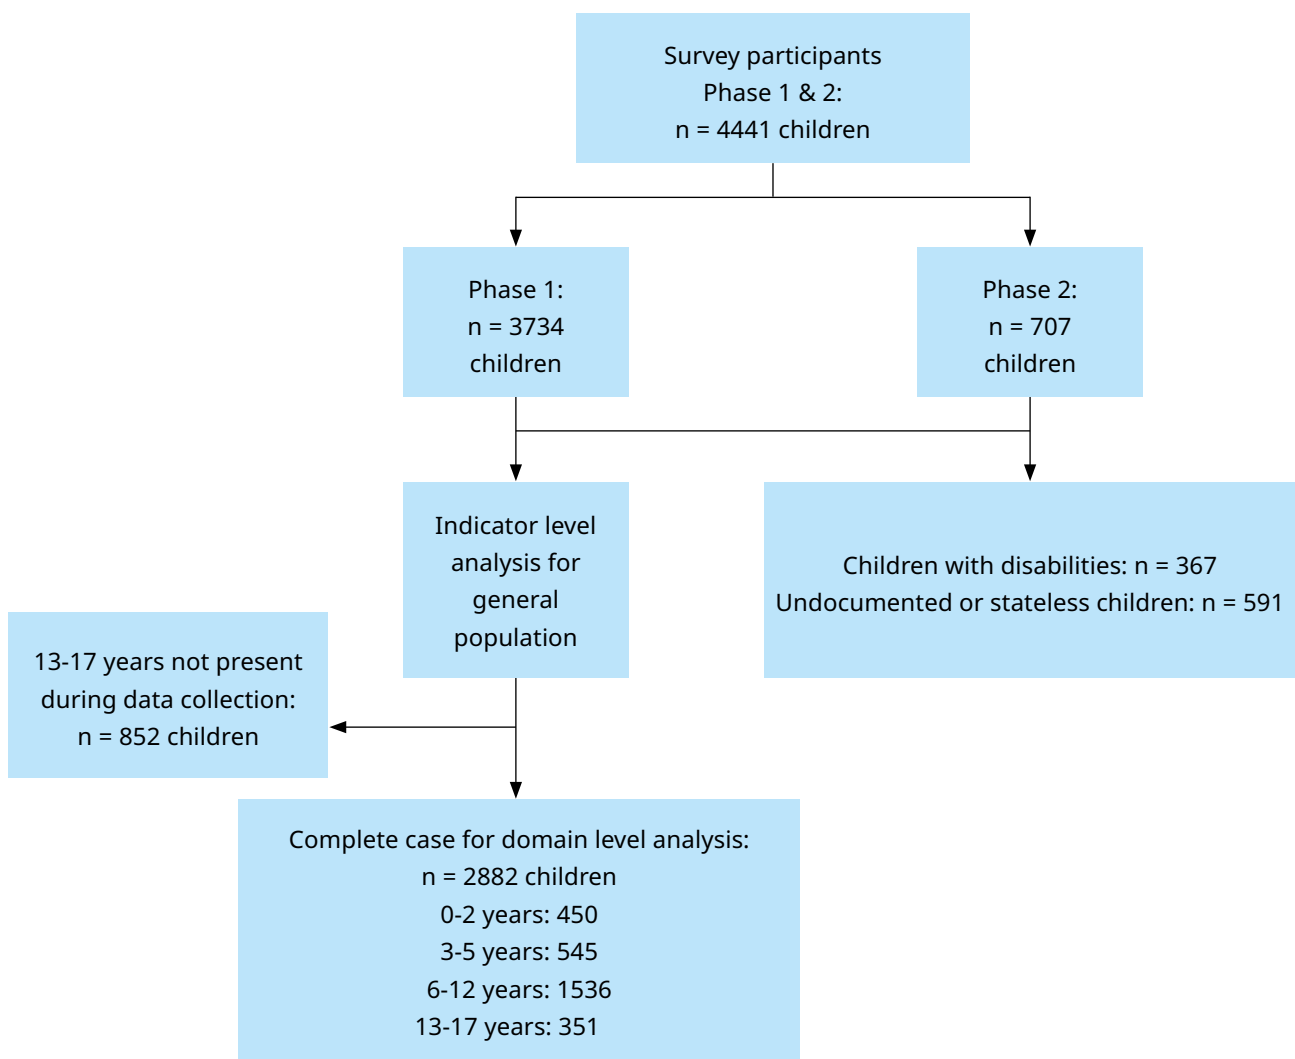 Survey participants
Phase 1 & 2:
n = 4441 children
Phase 1:
n = 3734
children
Phase 2:
n = 707
children
Indicator level
analysis for
general
population
Children with disabilities: n = 367
Undocumented or stateless children: n = 591
13-17 years not present
during data collection:
n = 852 children
Complete case for domain level analysis:
n = 2882 children
0-2 years: 450
3-5 years: 545
6-12 years: 1536
13-17 years: 351